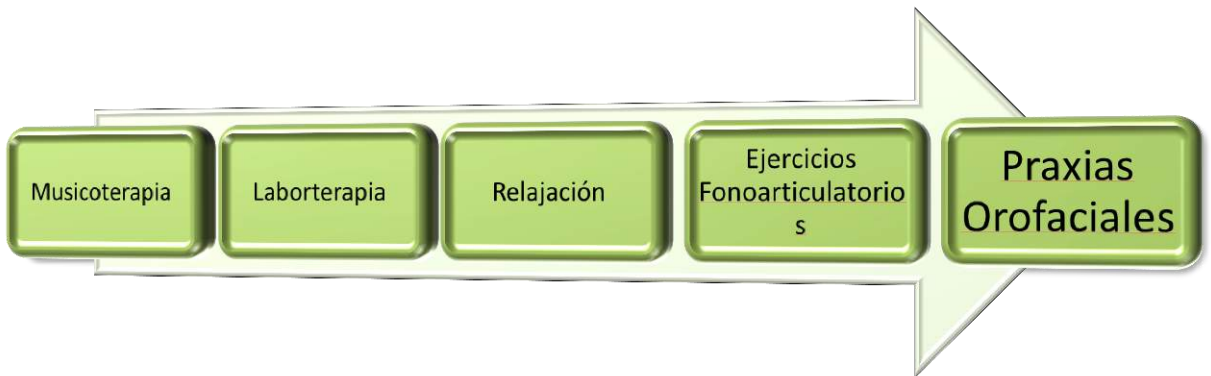 Musicoterapia
Laborterapia
Relajación
Ejercicios
Fonoarticulatorio
s
Praxias
Orofaciales